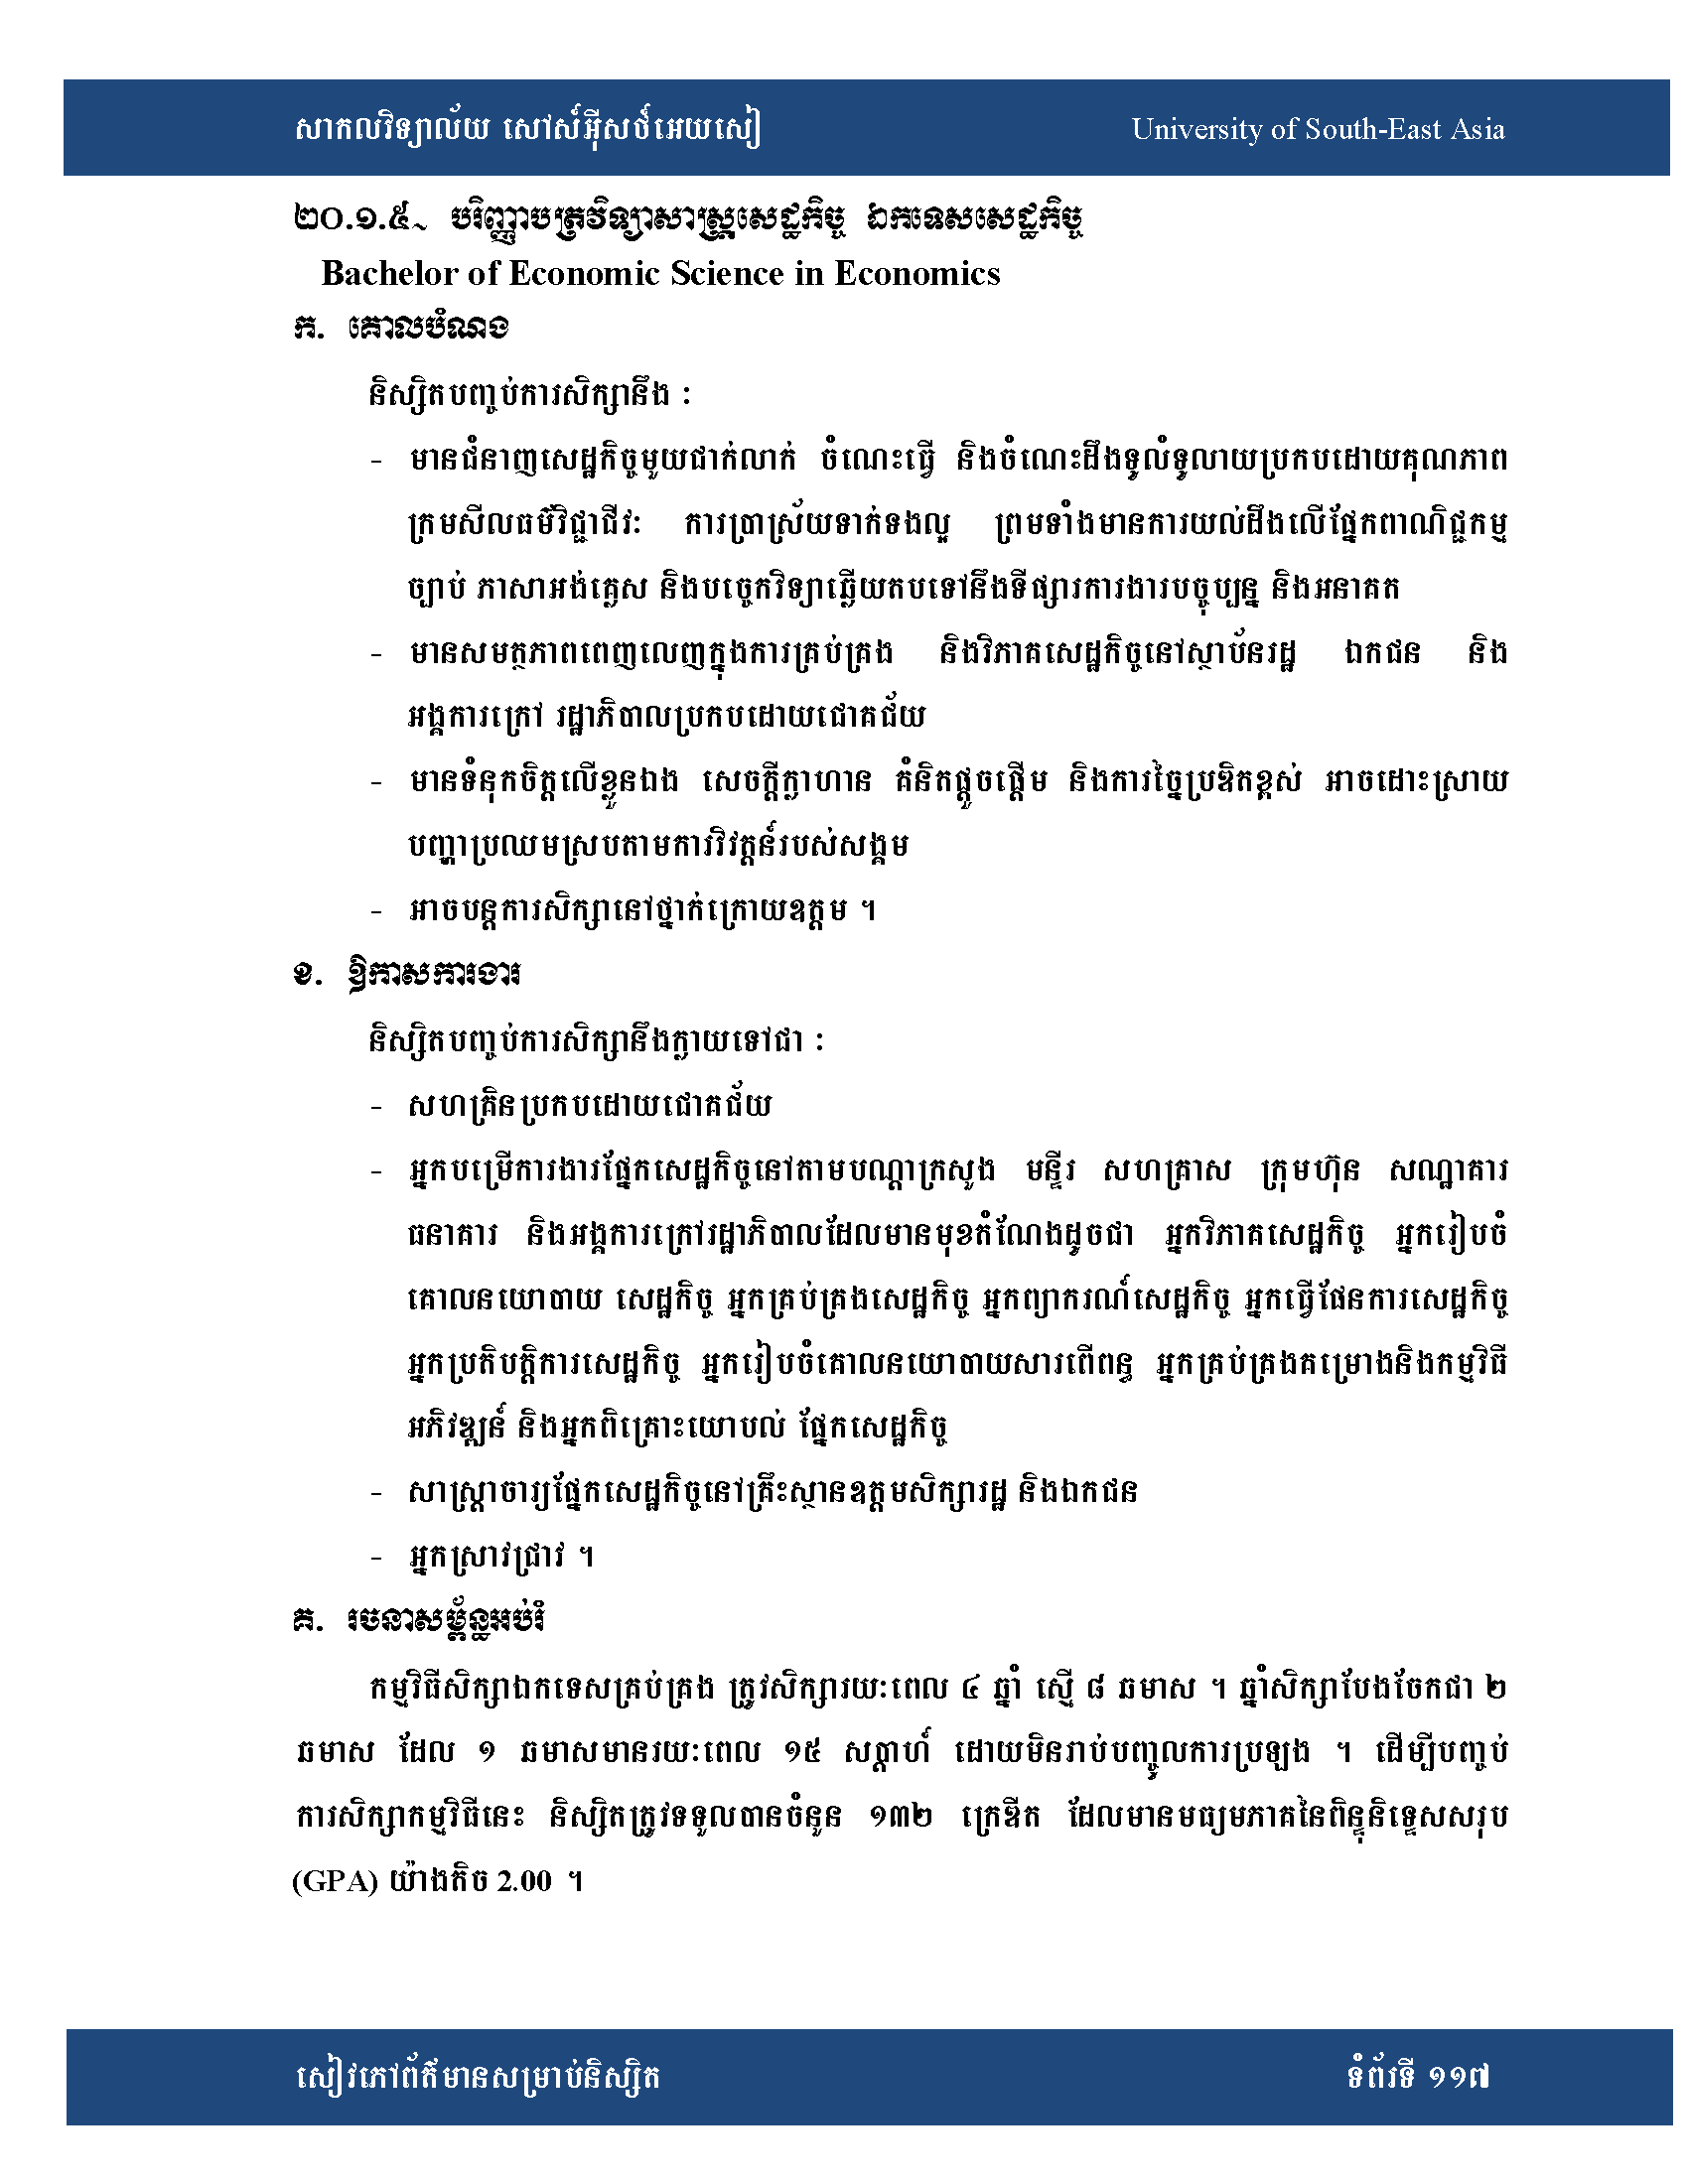 សាកលវិទ្យាល័យ សៅស៍អ៊ីសថ៍អេយសៀ University of South-East Asia
២០.១.៥~ បរិញ្ញាបត្រវិទ្យាសាស្ត្រសេដ្ឋកិច្ច ឯកទេសសេដ្ឋកិច្ច
Bachelor of Economic Science in Economics
ក. គោលបំណង
និស្សិតបញ្ចប់ការសិក្សានឹង ៖
- មានជំនាញសេដ្ឋកិច្ចមួយជាក់លាក់ ចំណេះធ្វើ និងចំណេះដឹងទូលំទូលាយប្រកបដោយគុណភាព
ក្រមសីលធម៌វិជ្ជាជីវៈ ការប្រាស្រ័យទាក់ទងល្អ ព្រមទាំងមានការយល់ដឹងលើផ្នែកពាណិជ្ជកម្ម
ច្បាប់ ភាសាអង់គ្លេស និងបច្ចេកវិទ្យាឆ្លើយតបទៅនឹងទីផ្សារការងារបច្ចុប្បន្ន និងអនាគត
- មានសមត្ថភាពពេញលេញក្នុងការគ្រប់គ្រង និងវិភាគសេដ្ឋកិច្ចនៅស្ថាប័នរដ្ឋ ឯកជន និង
អង្គការក្រៅ រដ្ឋាភិបាលប្រកបដោយជោគជ័យ
- មានទំនុកចិត្តលើខ្លួនឯង សេចក្តីក្លាហាន គំនិតផ្តួចផ្តើម និងការច្នៃប្រឌិតខ្ពស់ អាចដោះស្រាយ
បញ្ហាប្រឈមស្របតាមការវិវត្តន៍របស់សង្គម
- អាចបន្តការសិក្សានៅថ្នាក់ក្រោយឧត្តម ។
ខ. ឱកាសការងារ
និស្សិតបញ្ចប់ការសិក្សានឹងក្លាយទៅជា ៖
- សហគ្រិនប្រកបដោយជោគជ័យ
- អ្នកបម្រើការងារផ្នែកសេដ្ឋកិច្ចនៅតាមបណ្តាក្រសួង មន្ទីរ សហគ្រាស ក្រុមហ៊ុន សណ្ឋាគារ
ធនាគារ និងអង្គការក្រៅរដ្ឋាភិបាលដែលមានមុខតំណែងដូចជា អ្នកវិភាគសេដ្ឋកិច្ច អ្នករៀបចំ
គោលនយោបាយ សេដ្ឋកិច្ច អ្នកគ្រប់គ្រងសេដ្ឋកិច្ច អ្នកព្យាករណ៍សេដ្ឋកិច្ច អ្នកធ្វើផែនការសេដ្ឋកិច្ច
អ្នកប្រតិបត្តិការសេដ្ឋកិច្ច អ្នករៀបចំគោលនយោបាយសារពើពន្ធ អ្នកគ្រប់គ្រងគម្រោងនិងកម្មវិធី
អភិវឌ្ឍន៍ និងអ្នកពិគ្រោះយោបល់ ផ្នែកសេដ្ឋកិច្ច
- សាស្ត្រាចារ្យផ្នែកសេដ្ឋកិច្ចនៅគ្រឹះស្ថានឧត្តមសិក្សារដ្ឋ និងឯកជន
- អ្នកស្រាវជ្រាវ ។
គ. រចនាសម្ព័ន្ធអប់រំ
កម្មវិធីសិក្សាឯកទេសគ្រប់គ្រង ត្រូវសិក្សារយៈពេល ៤ ឆ្នាំ ស្មើ ៨ ឆមាស ។ ឆ្នាំសិក្សាបែងចែកជា ២
ឆមាស ដែល ១ ឆមាសមានរយៈពេល ១៥ សប្តាហ៍ ដោយមិនរាប់បញ្ចូលការប្រឡង ។ ដើម្បីបញ្ចប់
ការសិក្សាកម្មវិធីនេះ និស្សិតត្រូវទទួលបានចំនួន ១៣២ ក្រេឌីត ដែលមានមធ្យមភាគនៃពិន្ទុនិទ្ទេសសរុប
(GPA) យ៉ាងតិច 2.00 ។
សៀវភៅព័ត៌មានសម្រាប់និស្សិត ទំព័រទី ១១៧